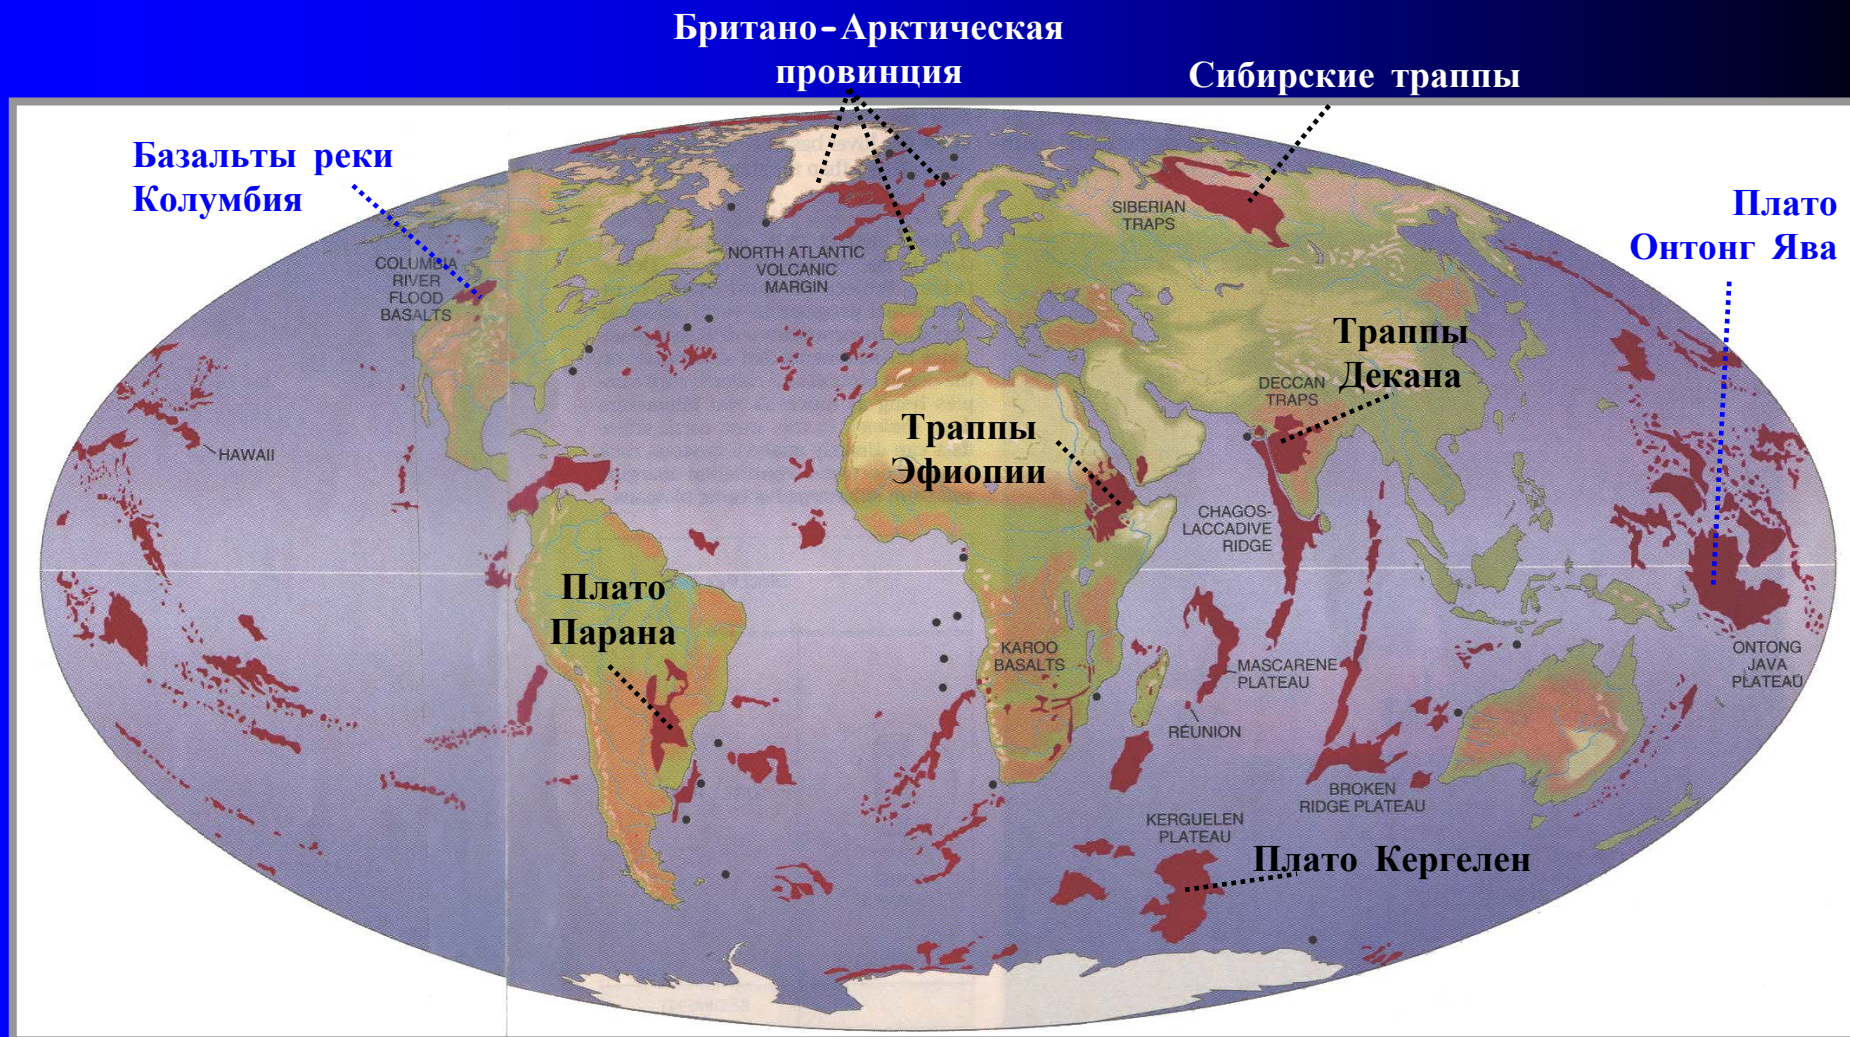 Британо-Арктическая
провинция
Сибирские траппы
Базальты реки
Колумбия
Плато
Онтонг Ява
SIBERIAN
TRAPS
COLUMBIA
RIVER
FLOOD
BASALTS
NORTH ATLANTIC
VOLCANIC
MARGIN
Траппы
Декана
DECCAN
TRAPS
Траппы
Эфиопии
HAWAII
CHAGOS-
LACCADIVE
RIDGE
Плато
Парана
KAROO
BASALTS
MASCARENE
PLATEAU
RÉUNION
ONTONG
JAVA
PLATEAU
BROKEN
RIDGE PLATEAU
KERGUELEN
PLATEAU
Плато Кергелен